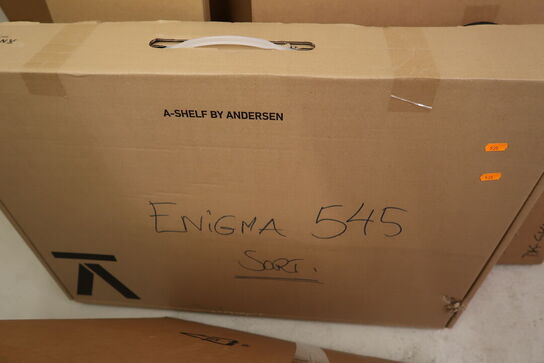 A-SHELF BY ANDERSEN
ENIGMA 545
SORT.